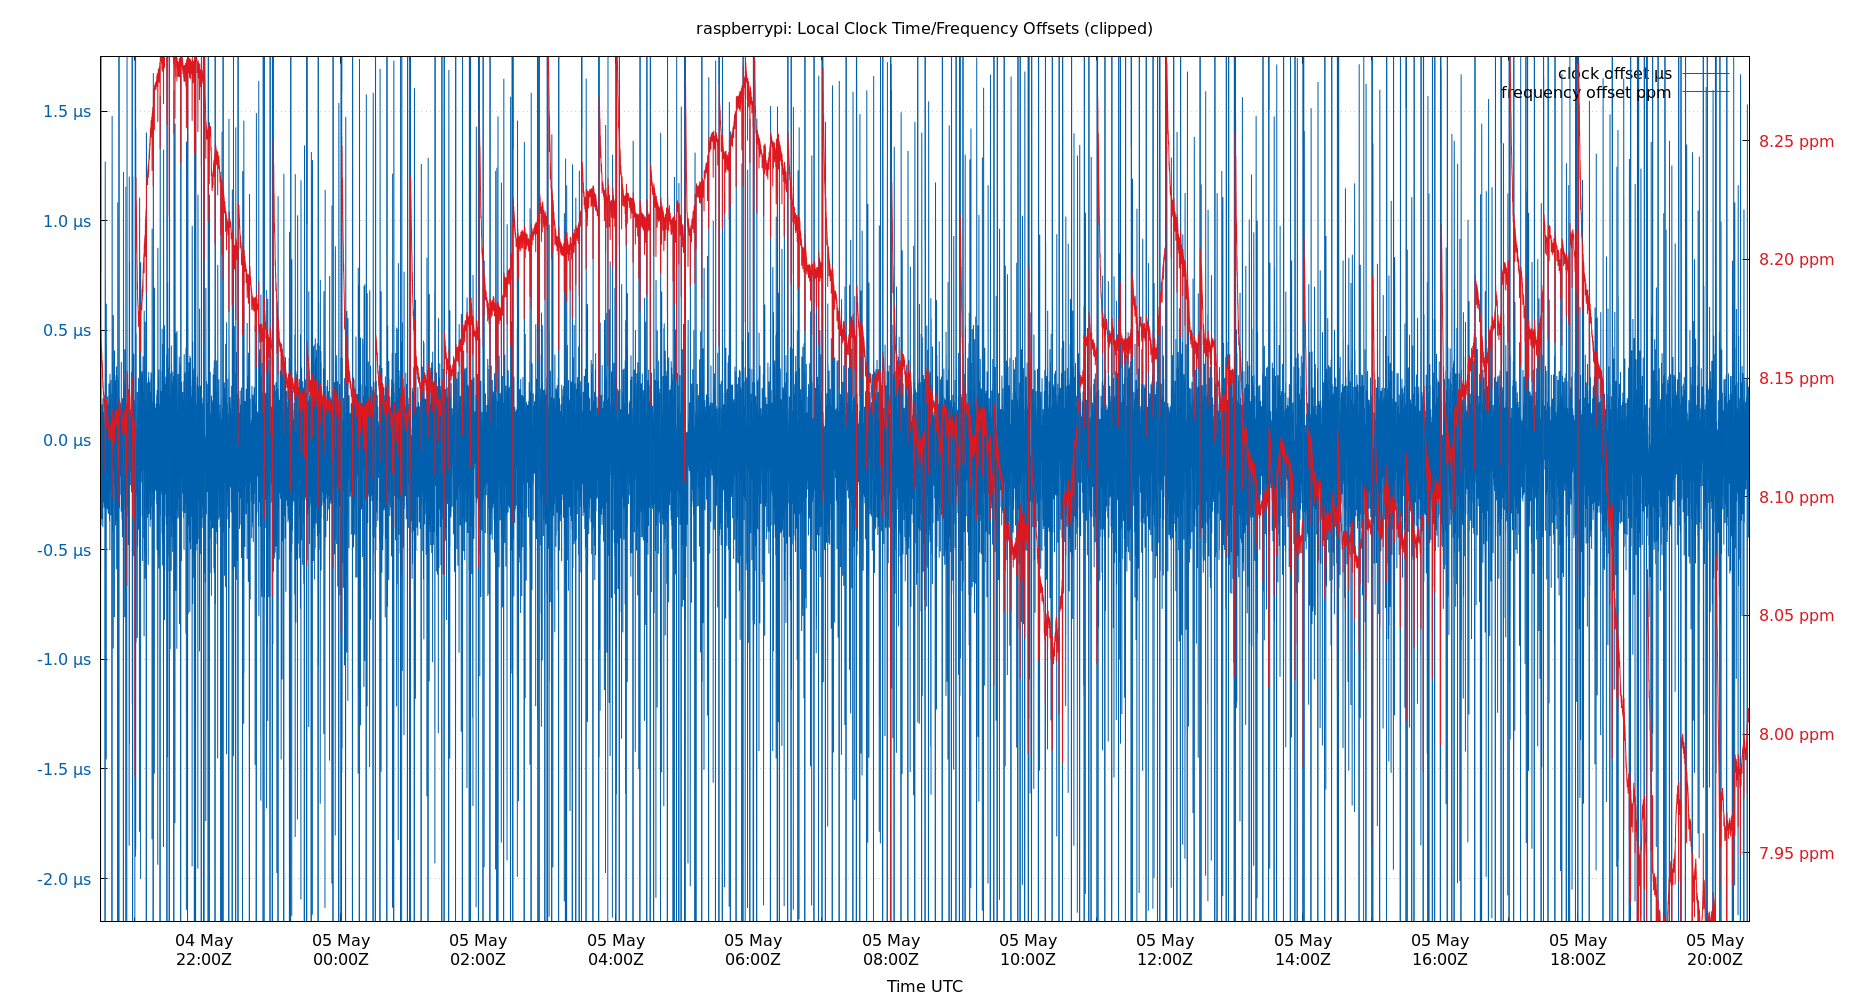 raspberrypi: Local Clock Time/Frequency Offsets (clipped)
clock offset µs
frequency offset ppm
1.5 µs
1.0 µs
0.5 µs
0.0 µs
-0.5 µs
-1.0 µs
-1.5 µs
-2.0 µs
8.25 ppm
8.20 ppm
8.15 ppm
8.10 ppm
8.05 ppm
8.00 ppm
7.95 ppm
04 May 05 May 05 May 05 May 05 May 05 May 05 May 05 May 05 May 05 May 05 May 05 May
22:00Z 00:00Z 02:00Z 04:00Z 06:00Z 08:00Z 10:00Z 12:00Z 14:00Z 16:00Z 18:00Z 20:00Z
Time UTC